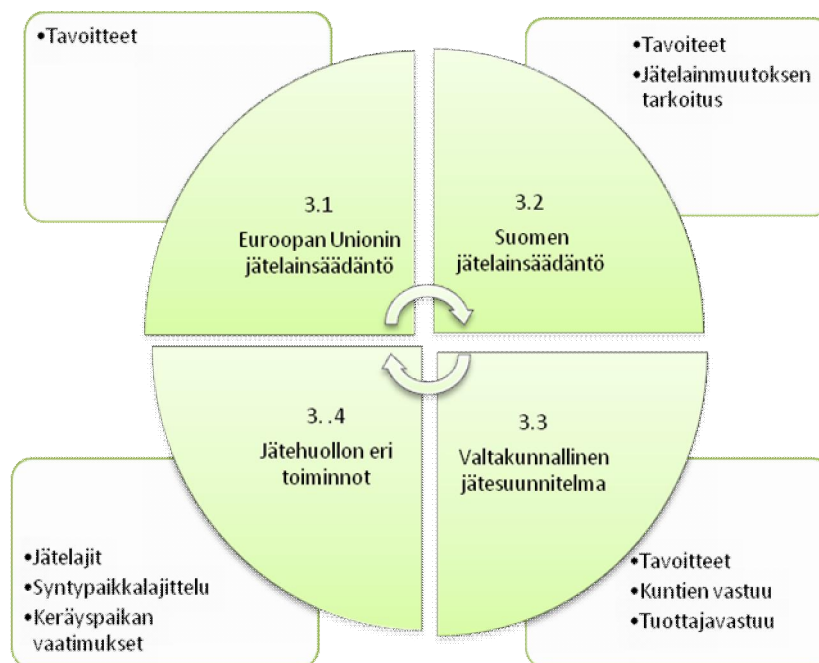 •Tavoitteet
•Tavoiteet
•Jätelainmuutoksen
tarkoitus
3.1
Euroopan Unionin
jätelainsäädäntö
3.2
Suomen
jätelainsäädäntö
3. .4
Jätehuollon eri
toiminnot
3.3
Valtakunnallinen
jätesuunnitelma
•Jätelajit
•Syntypaikkalajittelu
•Keräyspaikan
vaatimukset
•Tavoitteet
•Kuntien vastuu
•Tuottajavastuu